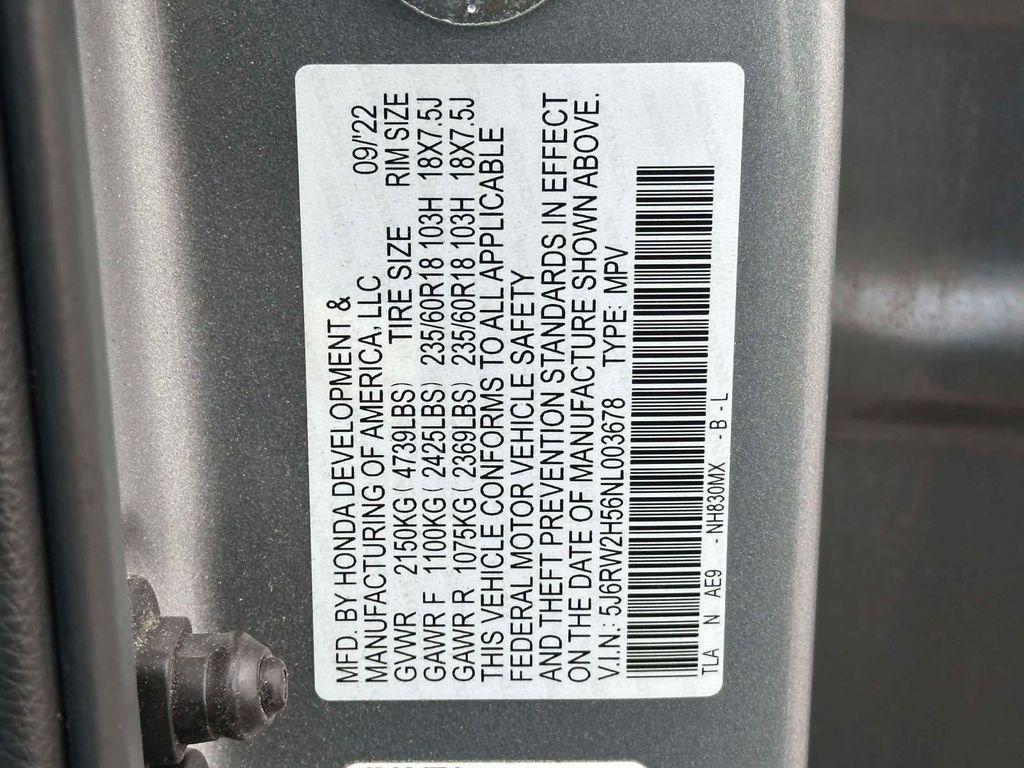 MFD. BY HONDA DEVELOPMENT &
MANUFACTURING OF AMERICA, LLC 09/'22
GVWR 2150KG ( 4739LBS) TIRE SIZE RIM SIZE
GAWR F 1100KG ( 2425LBS) 235/60R18 103H 18X7.5J
GAWR R 1075KG ( 2369LBS) 235/60R18 103H 18X7.5J
THIS VEHICLE CONFORMS TO ALL APPLICABLE
FEDERAL MOTOR VEHICLE SAFETY
AND THEFT PREVENTION STANDARDS IN EFFECT
ON THE DATE OF MANUFACTURE SHOWN ABOVE.
V.I.N.: 5J6RW2H56NL003678 TYPE: MPV
TLA N AE9 -NH830MX -B-L